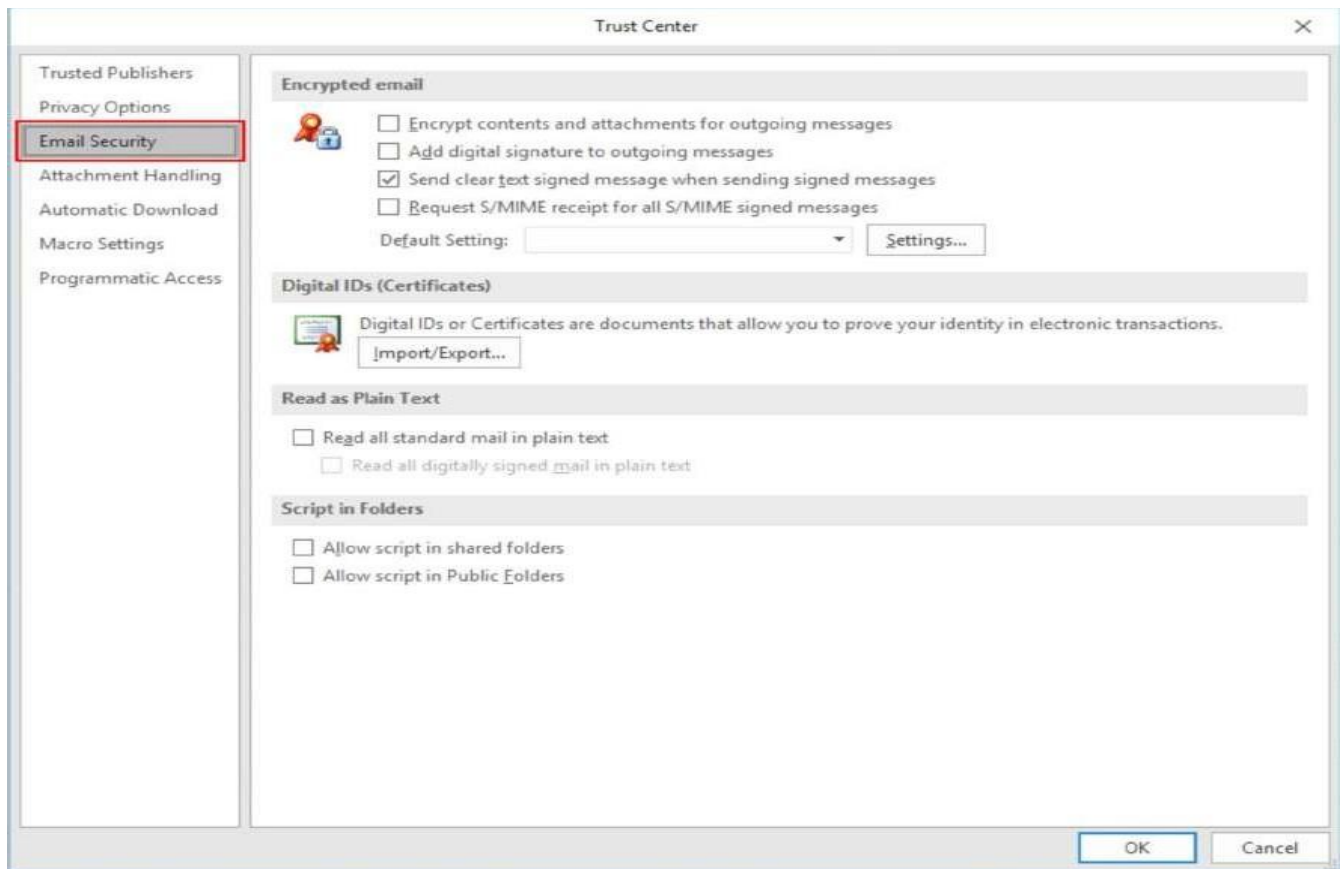 Trust Center
Trusted Publishers
Privacy Options
Email Security
Attachment Handling
Automatic Download
Macro Settings
Programmatic Access
Encrypted email
Encrypt contents and attachments for outgoing messages
Add digital signature to outgoing messages
Send clear text signed message when sending signed messages
Request S/MIME receipt for all S/MIME signed messages
Default Setting:
Settings...
Digital IDs (Certificates)
Digital IDs or Certificates are documents that allow you to prove your identity in electronic transactions.
Import/Export...
Read as Plain Text
Read all standard mail in plain text
Read all digitally signed mail in plain text
Script in Folders
Allow script in shared folders
Allow script in Public Folders
OK
Cancel